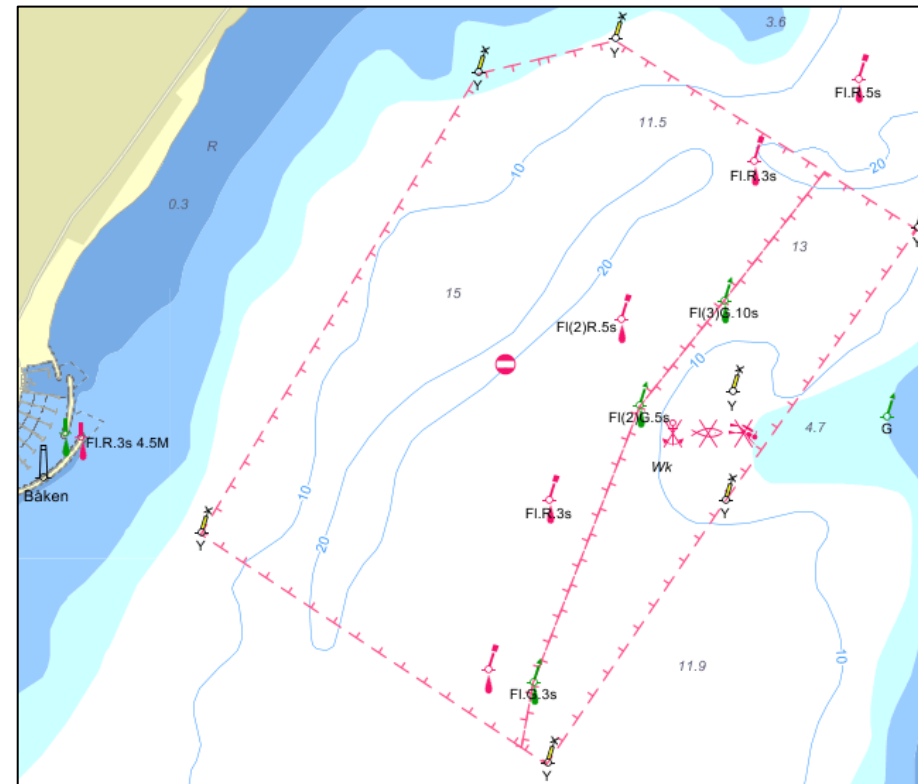 3.6
Y
Y
Fl.R.5s
11.5
R
20
10
Fl.R.3s
0.3
Y
13
20
15
Fl(3)G.10s
Fl(2)R.5s
10
Y
Fl(2)G.5s
4.7
G
Fl.R.3s 4.5M
Wk
Båken
10
Y
Fl.R.3s
20
Y
10
11.9
Fl.G.3s
Y